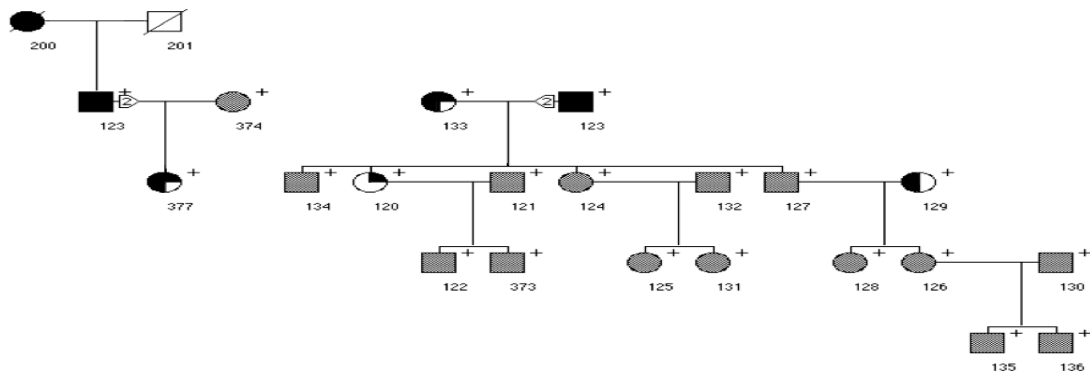 200 201
+ + + +
2 2
123 374 133 123
+ + + + + + + +
377 134 120 121 124 132 127 129
+ + + + + + +
122 373 125 131 128 126 130
+ +
135 136